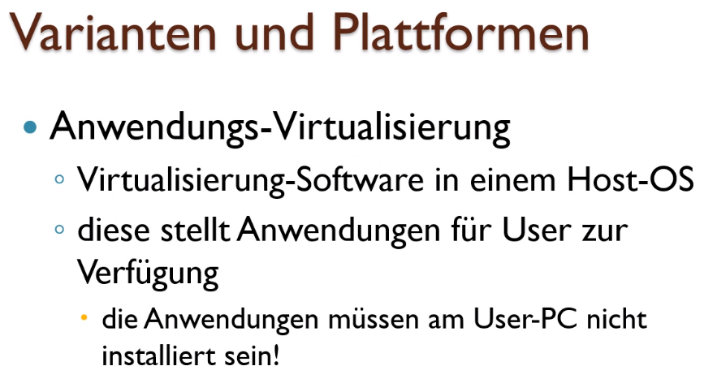 Varianten und Plattformen
Anwendungs-Virtualisierung
Virtualisierung-Software in einem Host-OS
diese stellt Anwendungen für User zur
Verfügung
die Anwendungen müssen am User-PC nicht
installiert sein!